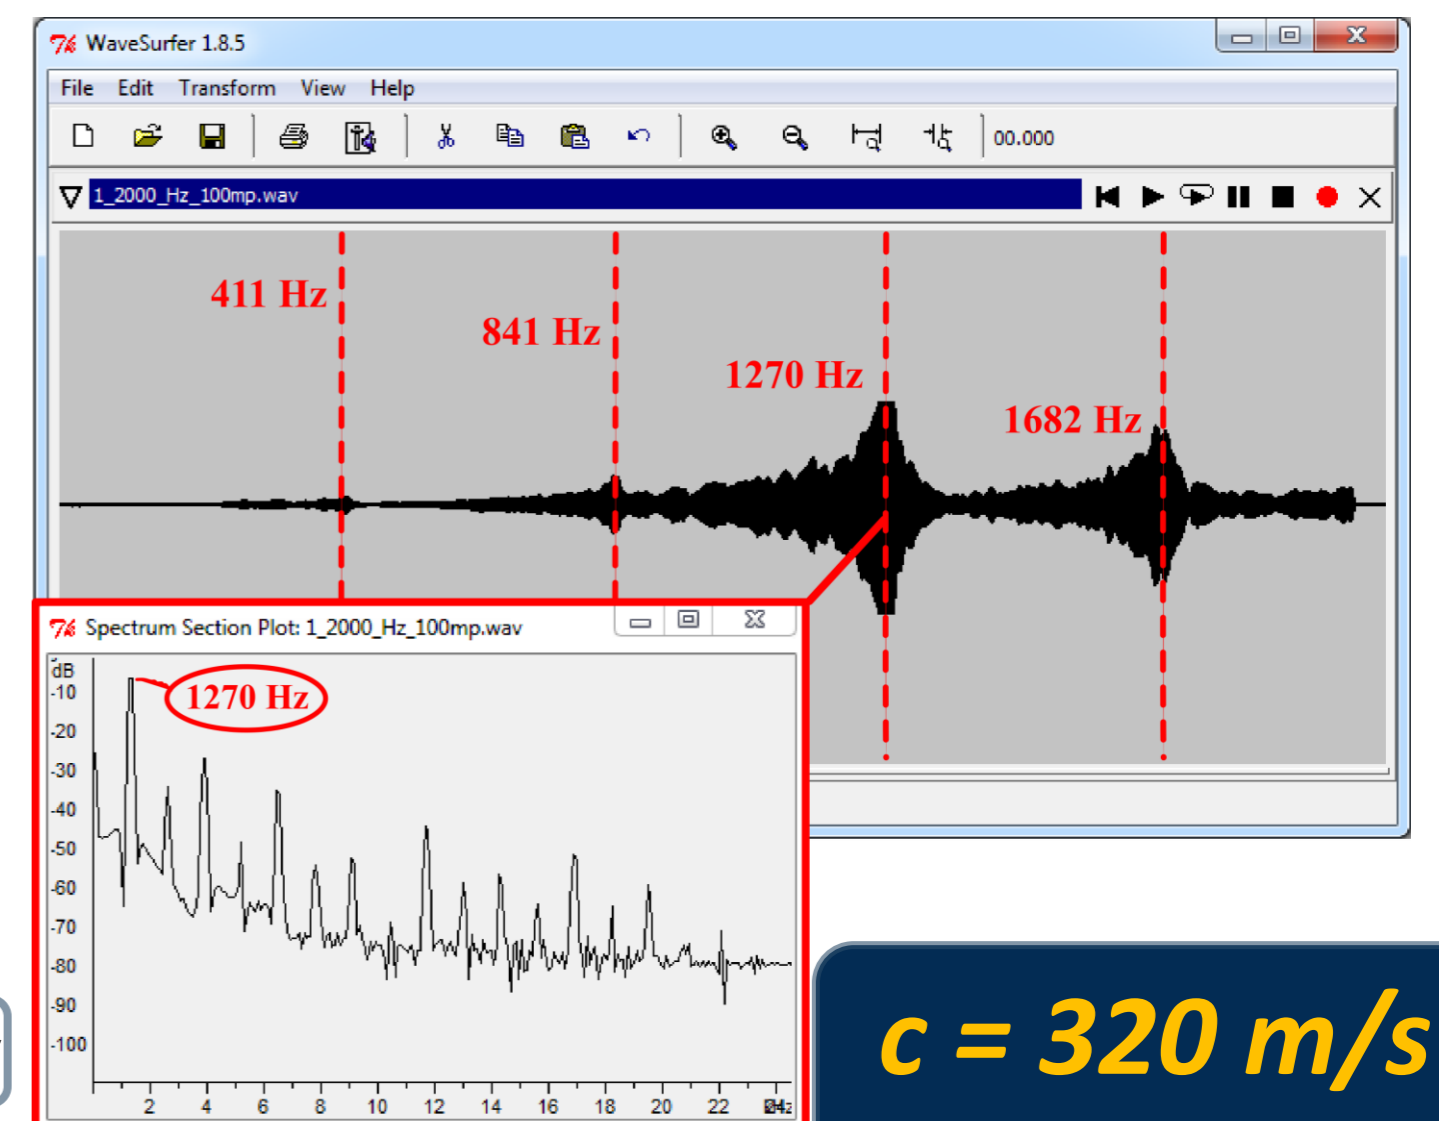 WaveSurfer 1.8.5
File Edit Transform View Help
00.000
1_2000_Hz_100mp.wav
411 Hz
841 Hz
1270 Hz
1682 Hz
Spectrum Section Plot: 1_2000_Hz_100mp.wav
dB
-10
1270 Hz
-20
-30
-40
-50
-60
-70
-80
-90
-100
2 4 6 8 10 12 14 16 18 20 22
c = 320 m/s